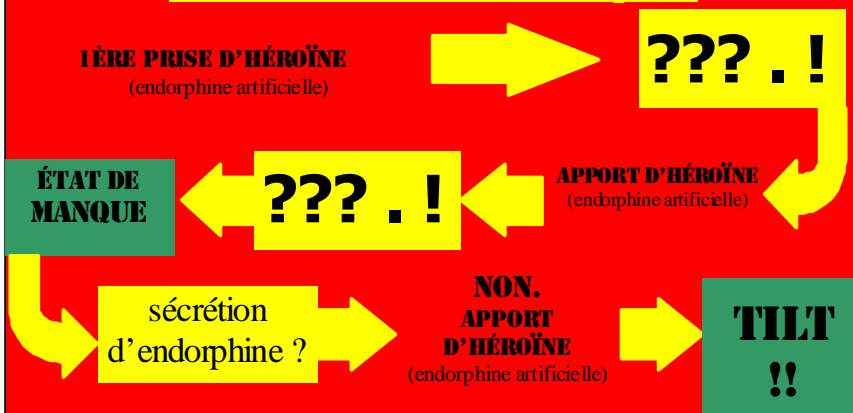 1ÈRE PRISE D’HÉROÏNE
(endorphine artificielle)
??? . !
APPORT D’HÉROÏNE
(endorphine artificielle)
??? . !
ÉTAT DE
MANQUE
sécrétion
d’endorphine ?
NON.
APPORT
D’HÉROÏNE
(endorphine artificielle)
TILT
!!